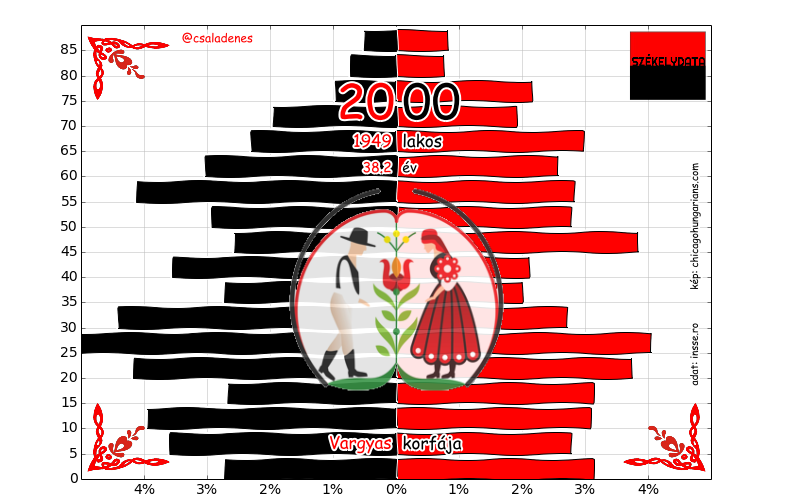 @csaladenes
SZÉKELYDATA
20 00
1949 lakos
38,2 év
kép: chicagohungarians.com
adat: insse.ro
Vargyas korfája
85
80
75
70
65
60
55
50
45
40
35
30
25
20
15
10
5
0
4% 3% 2% 1% 0% 1% 2% 3% 4%